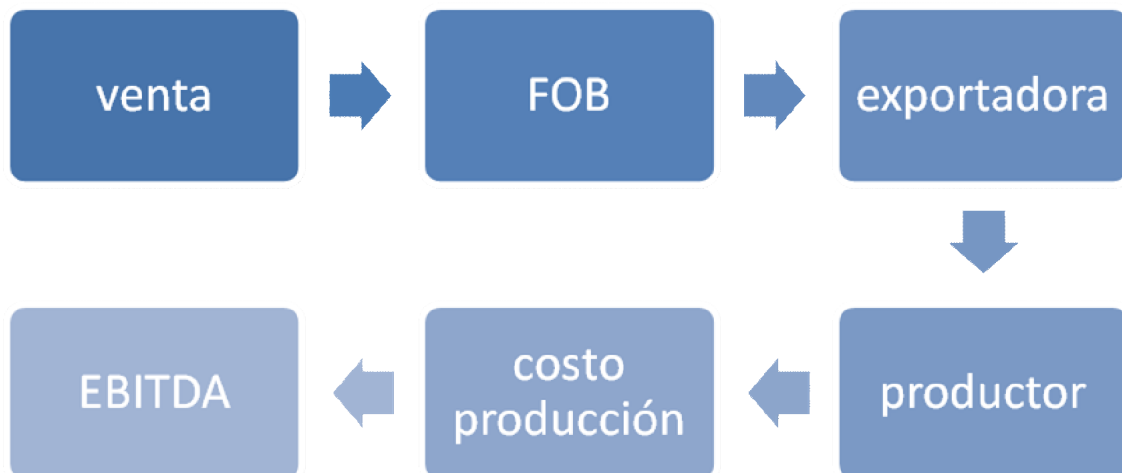 venta
FOB
exportadora
productor
costo
producción
EBITDA